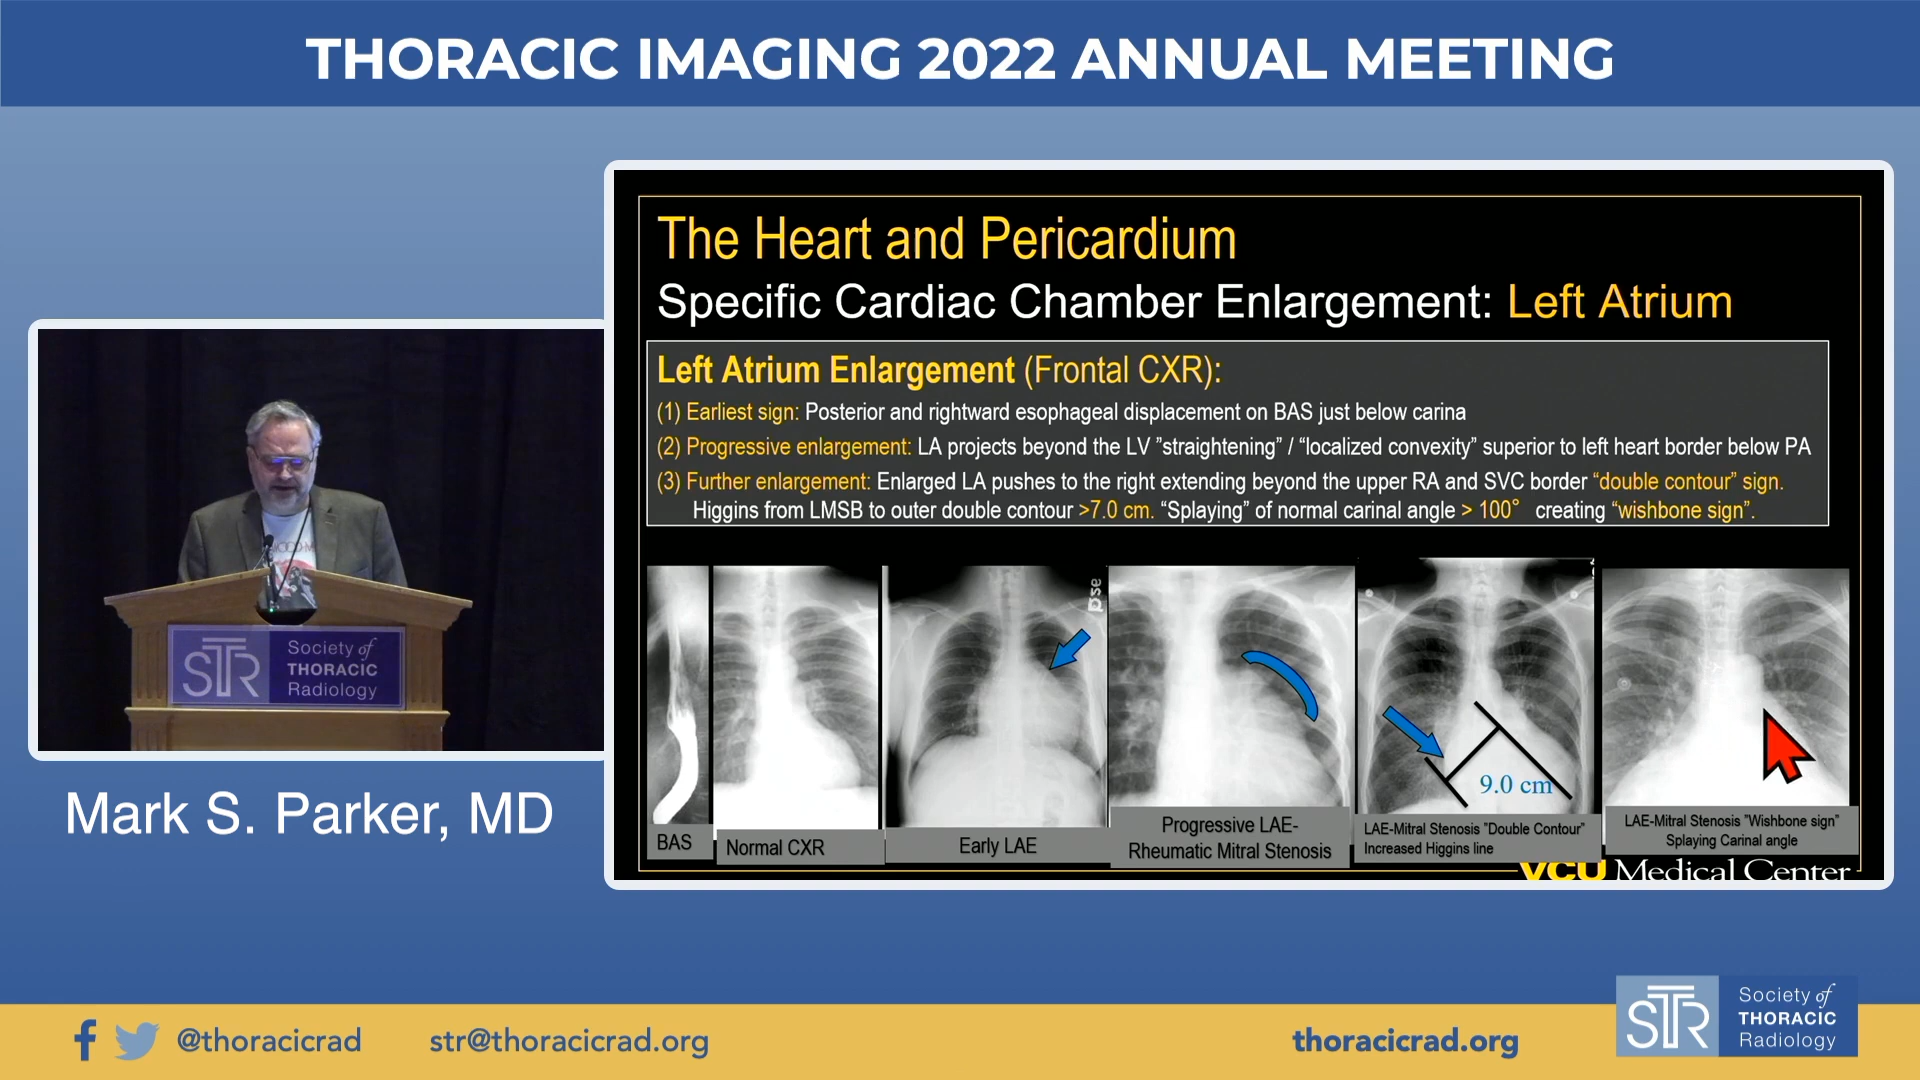 THORACIC IMAGING 2022 ANNUAL MEETING
The Heart and Pericardium
Specific Cardiac Chamber Enlargement: Left Atrium
Left Atrium Enlargement (Frontal CXR):
(1) Earliest sign: Posterior and rightward esophageal displacement on BAS just below carina
(2) Progressive enlargement: LA projects beyond the LV ”straightening” / “localized convexity” superior to left heart border below PA
(3) Further enlargement: Enlarged LA pushes to the right extending beyond the upper RA and SVC border “double contour” sign.
Higgins from LMSB to outer double contour >7.0 cm. “Splaying” of normal carinal angle > 100° creating “wishbone sign”.
9.0 cm
BAS
Normal CXR
Early LAE
Progressive LAE-
Rheumatic Mitral Stenosis
LAE-Mitral Stenosis ”Double Contour”
Increased Higgins line
LAE-Mitral Stenosis ”Wishbone sign”
Splaying Carinal angle
VCU Medical Center
STR
Society of
THORACIC
Radiology
Mark S. Parker, MD
@thoracicrad
str@thoracicrad.org
thoracicrad.org
STR
Society of
THORACIC
Radiology